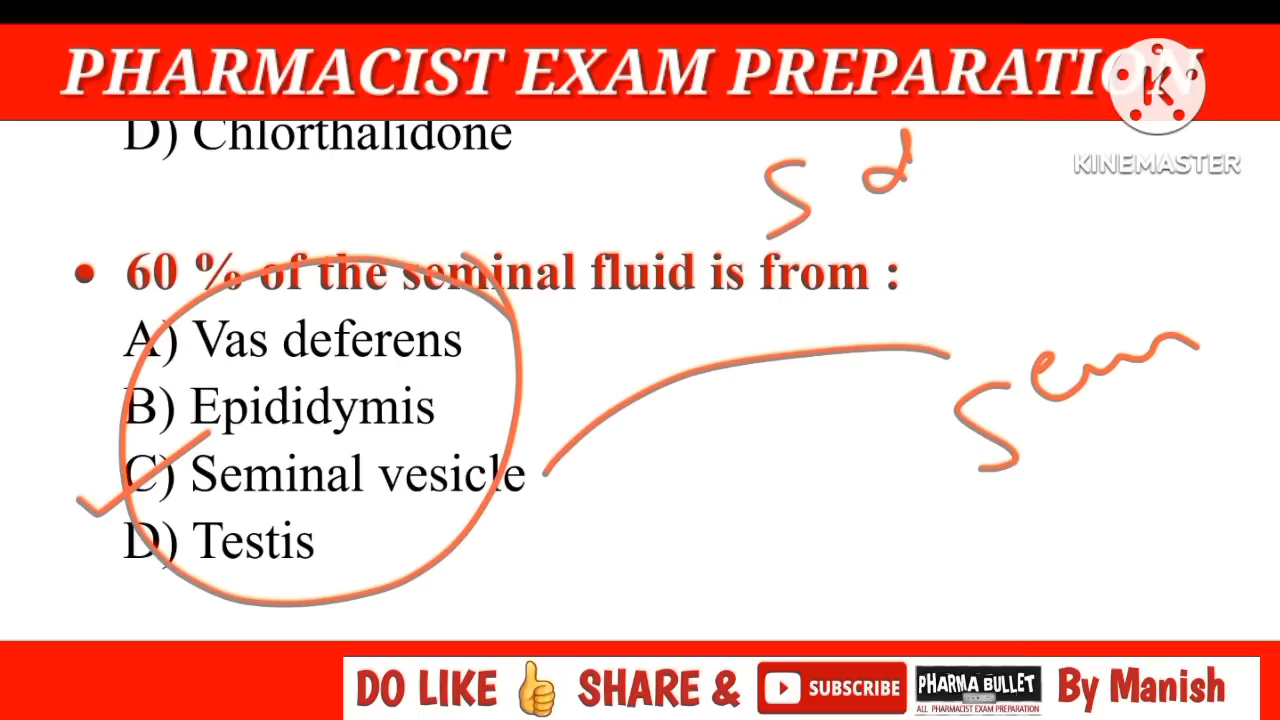 PHARMACIST EXAM PREPARATION
K
KINEMASTER
D) Chlorthalidone
S d
• 60 % of the seminal fluid is from :
A) Vas deferens
B) Epididymis
C) Seminal vesicle
D) Testis
DO LIKE SHARE & SUBSCRIBE PHARMA BULLET By Manish
ALL PHARMACIST EXAM PREPARATION